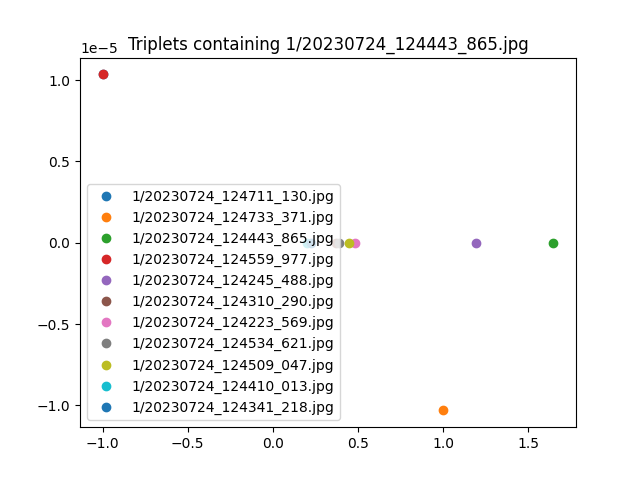 Triplets containing 1/20230724_124443_865.jpg
1e−5
1.0
0.5
0.0
−0.5
−1.0
1/20230724_124711_130.jpg
1/20230724_124733_371.jpg
1/20230724_124443_865.jpg
1/20230724_124559_977.jpg
1/20230724_124245_488.jpg
1/20230724_124310_290.jpg
1/20230724_124223_569.jpg
1/20230724_124534_621.jpg
1/20230724_124509_047.jpg
1/20230724_124410_013.jpg
1/20230724_124341_218.jpg
−1.0 −0.5 0.0 0.5 1.0 1.5